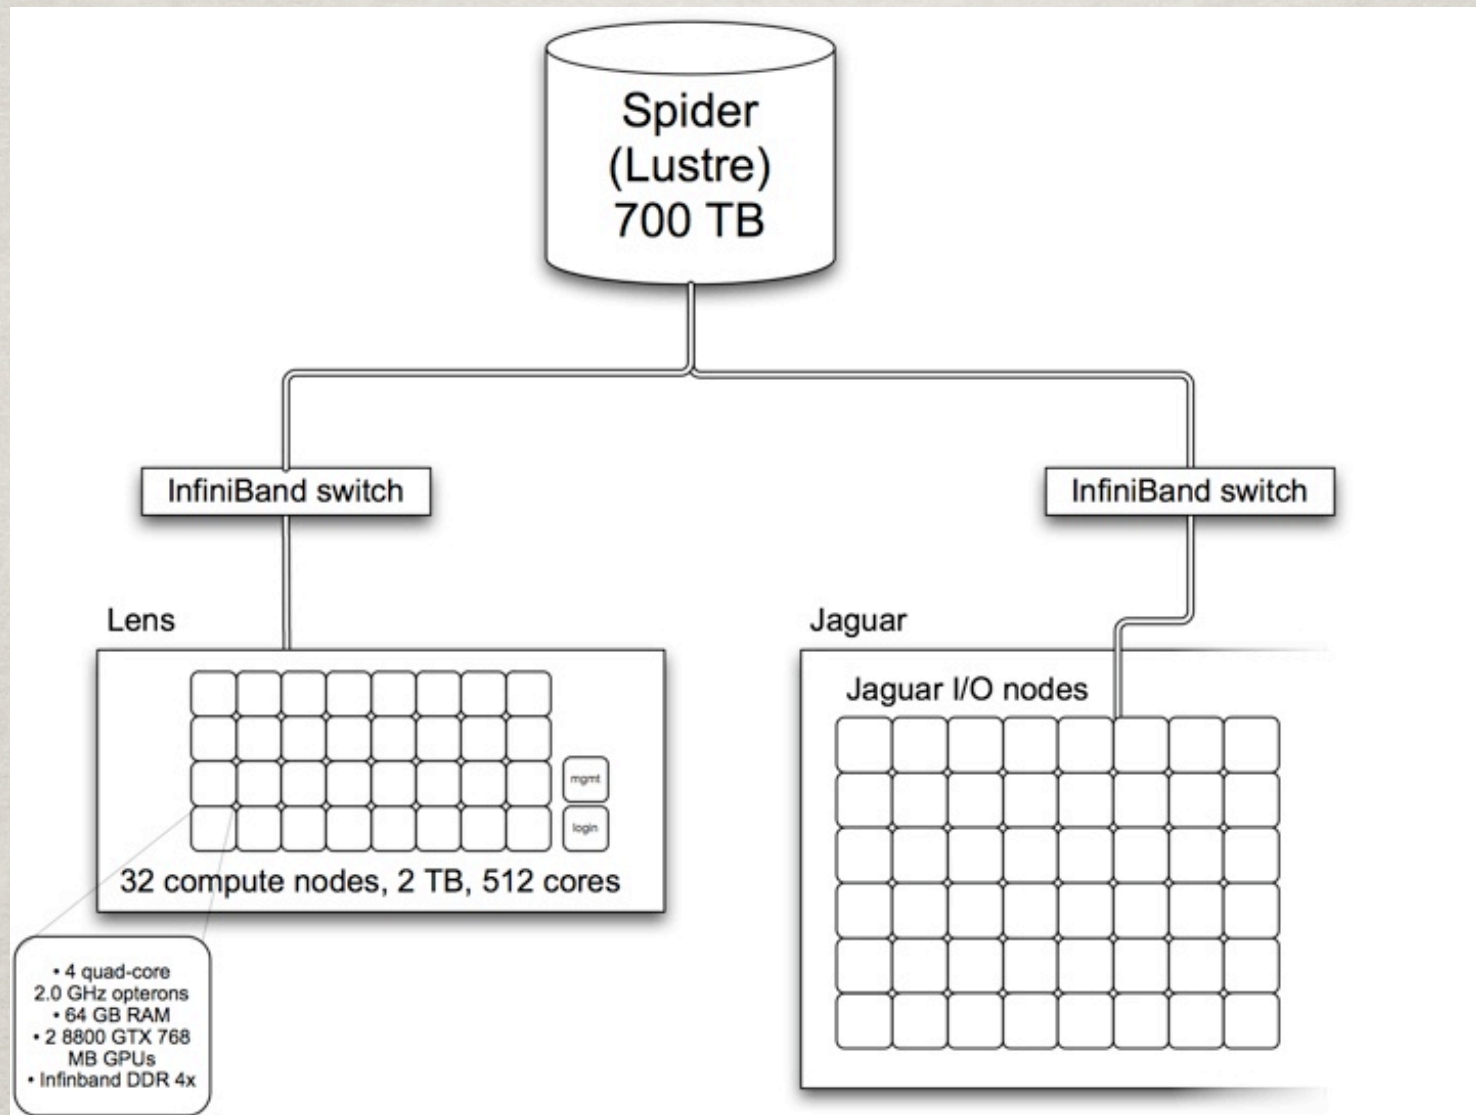 Spider
(Lustre)
700 TB
InfiniBand switch
InfiniBand switch
Lens
Jaguar
Jaguar I/O nodes
mgmt
login
32 compute nodes, 2 TB, 512 cores
• 4 quad-core
2.0 GHz opterons
• 64 GB RAM
• 2 8800 GTX 768
MB GPUs
• Infinband DDR 4x